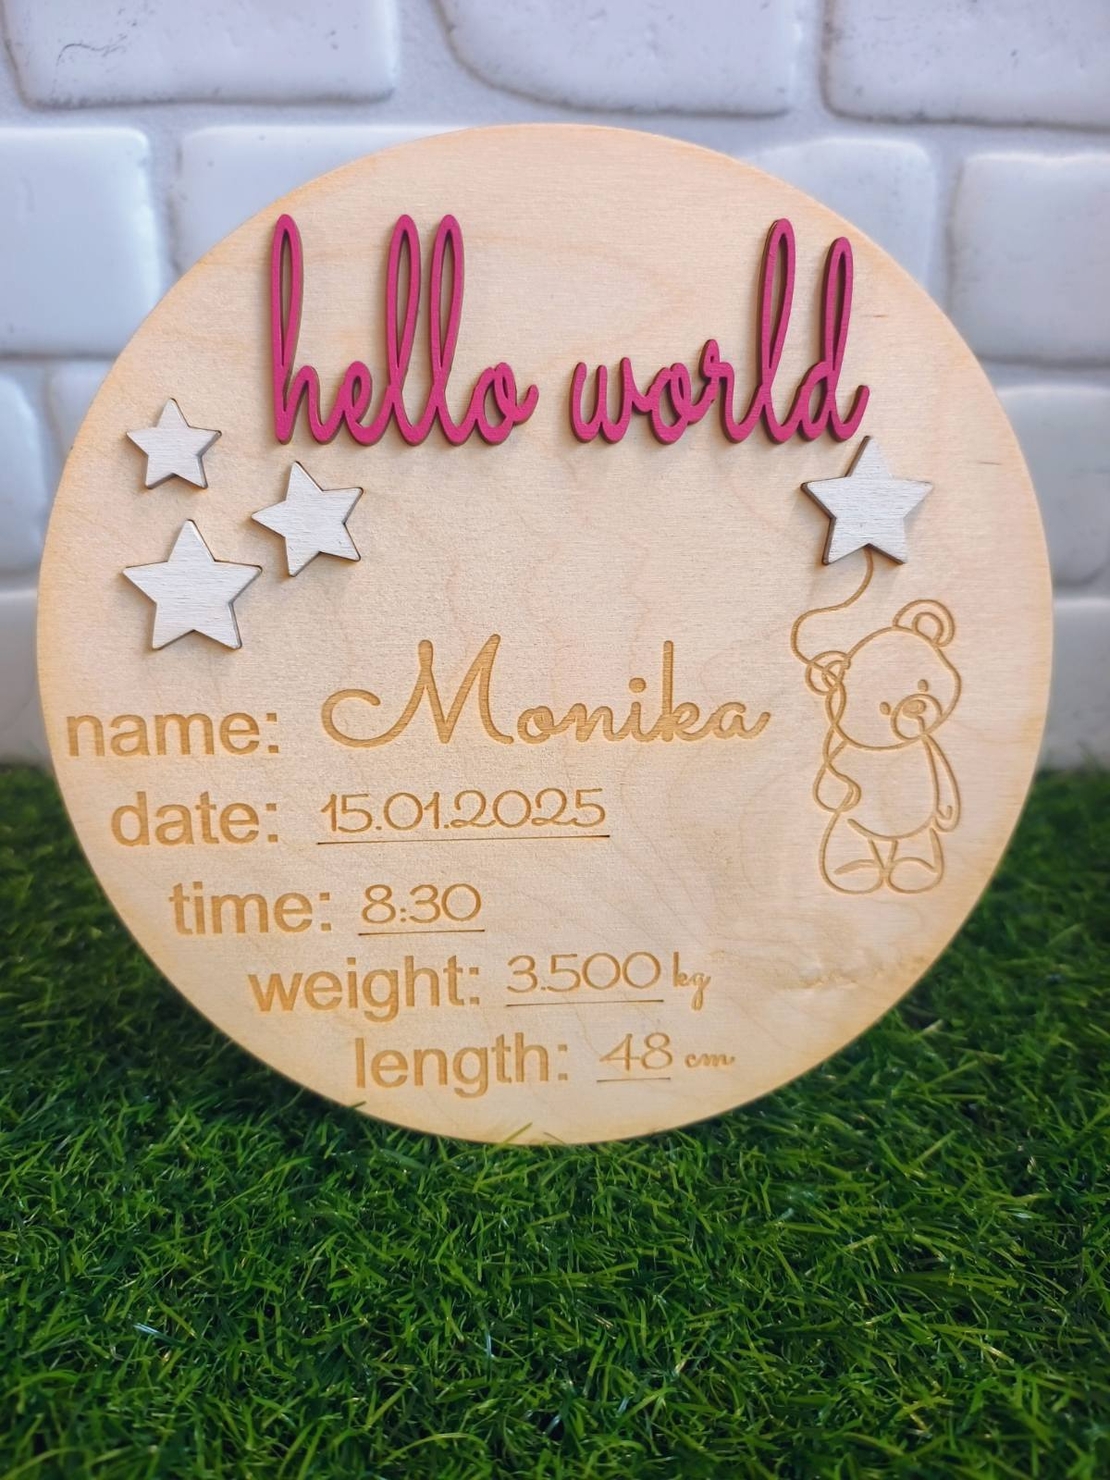 hello world
name: Monika
date: 15.01.2025
time: 8:30
weight: 3.500 kg
length: 48 cm